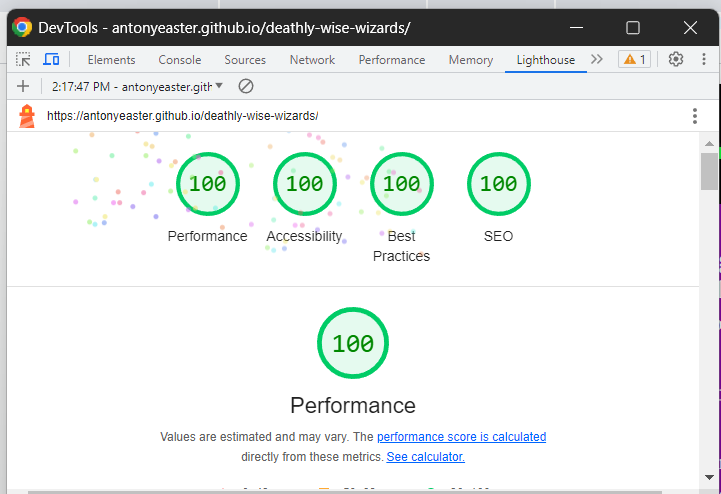 DevTools - antonyeaster.github.io/deathly-wise-wizards/
Elements Console Sources Network Performance Memory Lighthouse 1
2:17:47 PM - antonyeaster.gith
https://antonyeaster.github.io/deathly-wise-wizards/
100 100 100 100
Performance Accessibility Best Practices SEO
100
Performance
Values are estimated and may vary. The performance score is calculated
directly from these metrics. See calculator.